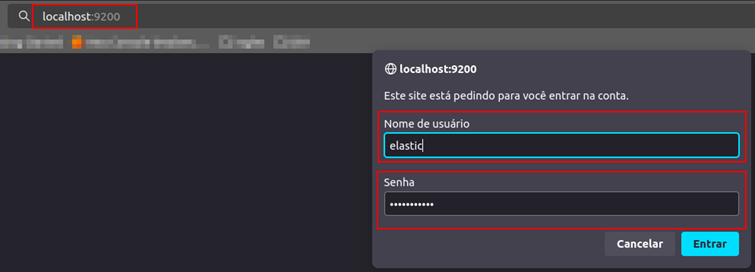 localhost:9200
localhost:9200
Este site está pedindo para você entrar na conta.
Nome de usuário
elastic
Senha
•••••••••••
Cancelar
Entrar